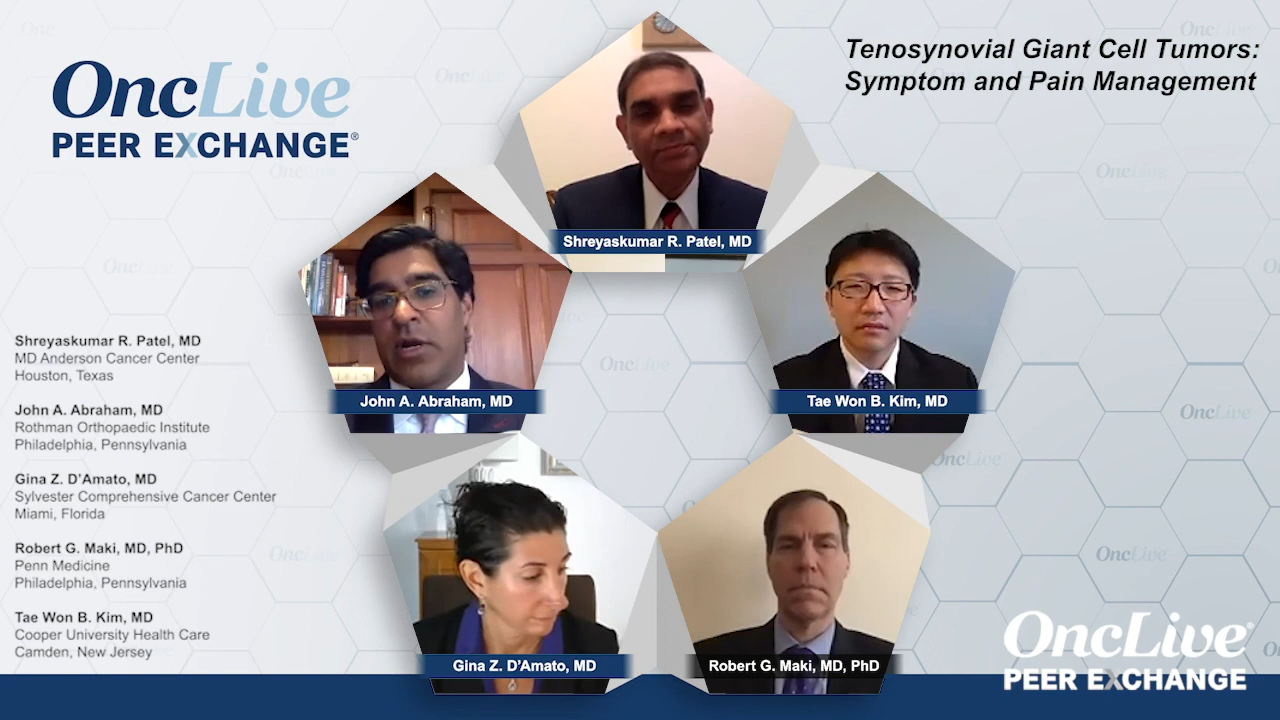 OncLive
PEER EXCHANGE®
Tenosynovial Giant Cell Tumors:
Symptom and Pain Management
Shreyaskumar R. Patel, MD
John A. Abraham, MD
Tae Won B. Kim, MD
Gina Z. D'Amato, MD
Robert G. Maki, MD, PhD
Shreyaskumar R. Patel, MD
MD Anderson Cancer Center
Houston, Texas
John A. Abraham, MD
Rothman Orthopaedic Institute
Philadelphia, Pennsylvania
Gina Z. D'Amato, MD
Sylvester Comprehensive Cancer Center
Miami, Florida
Robert G. Maki, MD, PhD
Penn Medicine
Philadelphia, Pennsylvania
Tae Won B. Kim, MD
Cooper University Health Care
Camden, New Jersey
OncLive®
PEER EXCHANGE